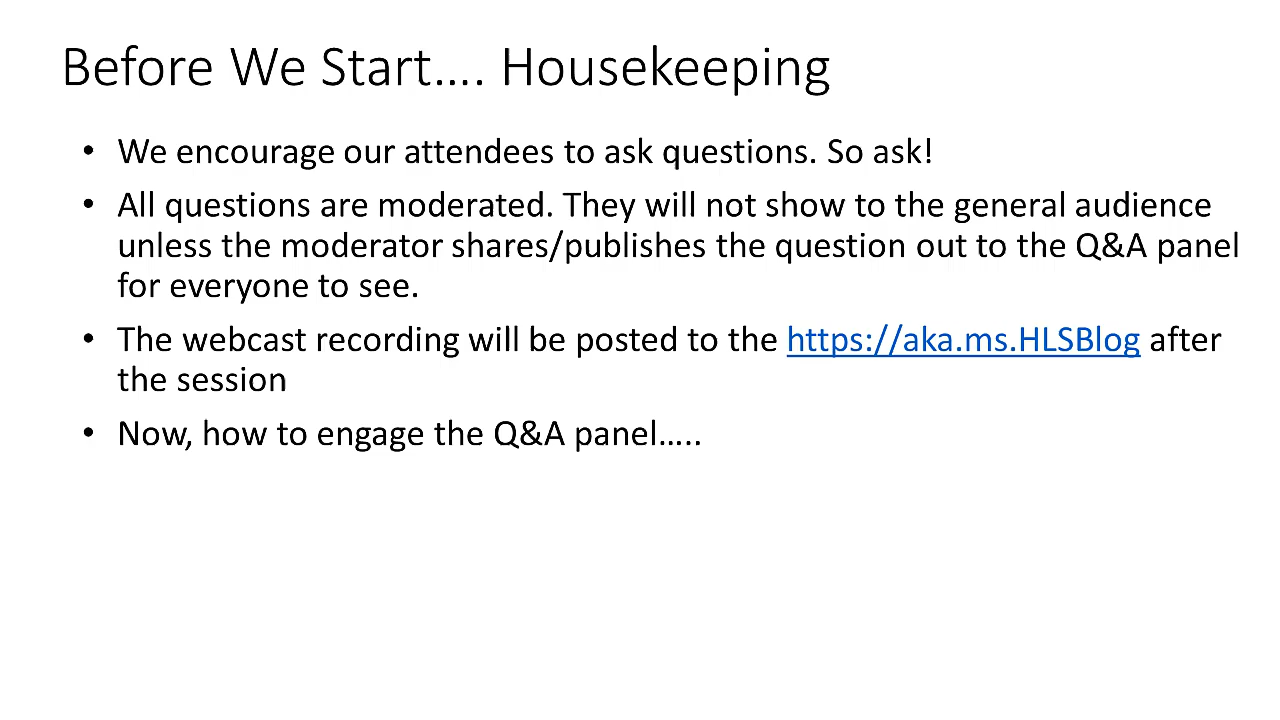 Before We Start…. Housekeeping
• We encourage our attendees to ask questions. So ask!
• All questions are moderated. They will not show to the general audience
unless the moderator shares/publishes the question out to the Q&A panel
for everyone to see.
• The webcast recording will be posted to the https://aka.ms.HLSBlog after
the session
• Now, how to engage the Q&A panel…..